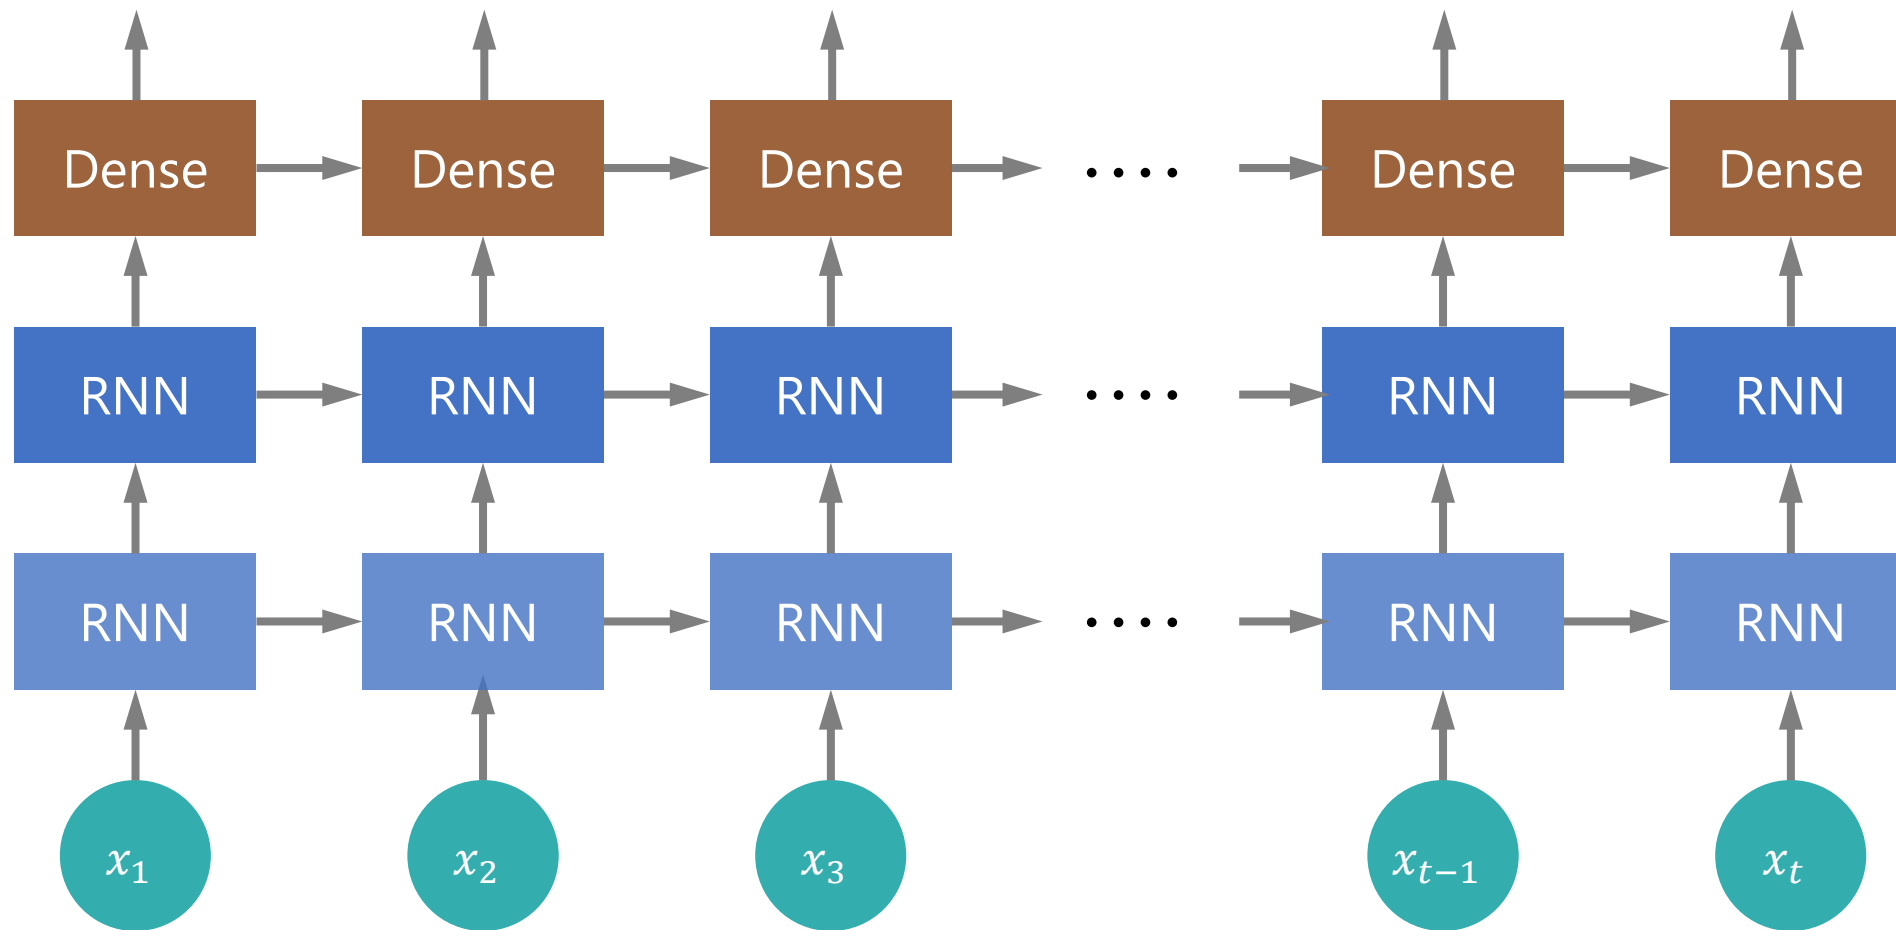 Dense Dense Dense .... Dense Dense
RNN RNN RNN .... RNN RNN
RNN RNN RNN .... RNN RNN
x₁ x₂ x₃ xₜ₋₁ xₜ